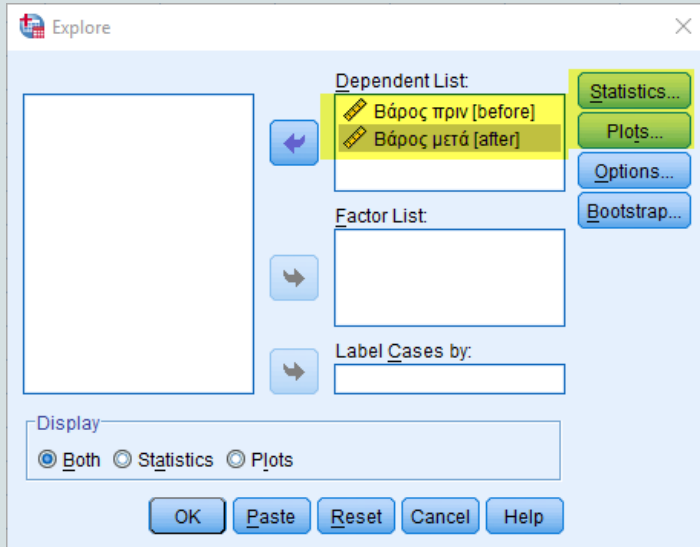 Explore
Dependent List:
Βάρος πριν [before]
Βάρος μετά [after]
Statistics...
Plots...
Options...
Bootstrap...
Factor List:
Label Cases by:
Display
Both Statistics Plots
OK Paste Reset Cancel Help